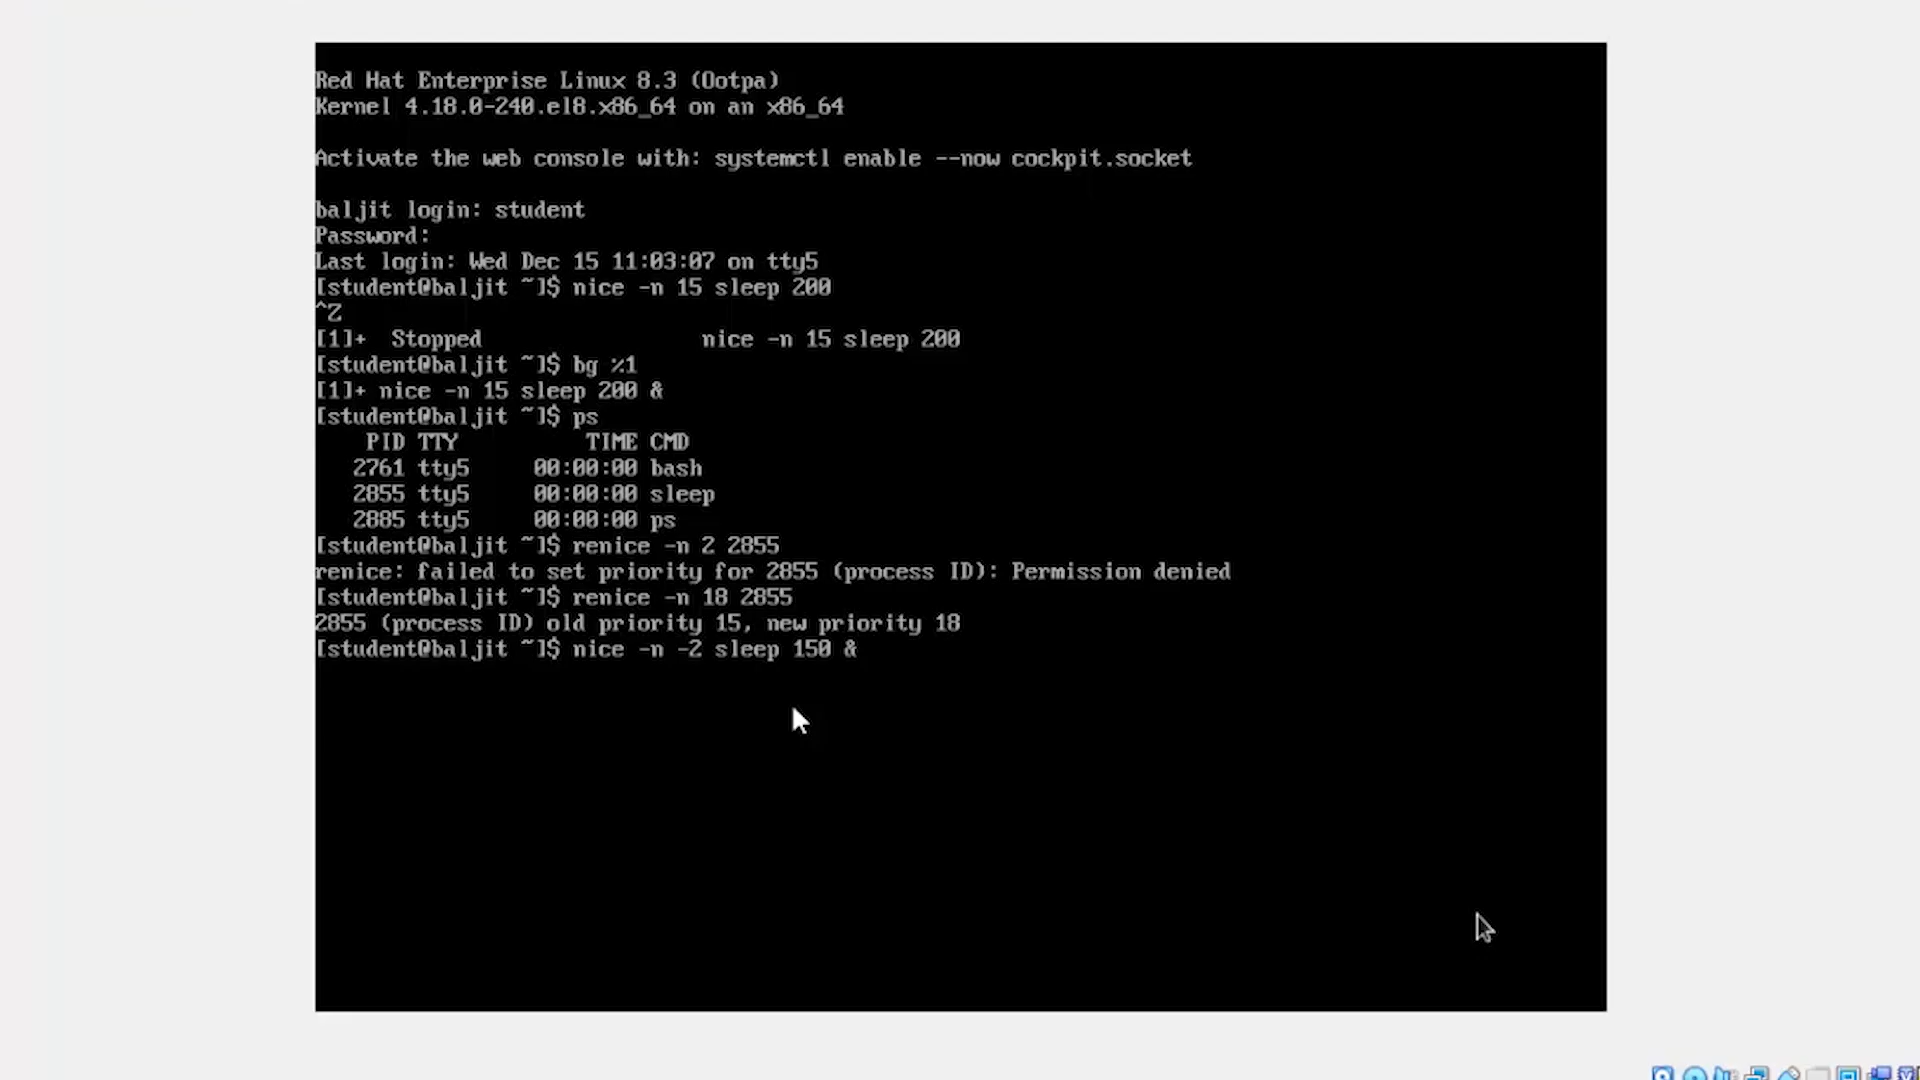 Red Hat Enterprise Linux 8.3 (Ootpa)
Kernel 4.18.0-240.el8.x86_64 on an x86_64
Activate the web console with: systemctl enable --now cockpit.socket
baljit login: student
Password:
Last login: Wed Dec 15 11:03:07 on tty5
[student@baljit ~]$ nice -n 15 sleep 200
^Z
[1]+  Stopped                 nice -n 15 sleep 200
[student@baljit ~]$ bg %1
[1]+ nice -n 15 sleep 200 &
[student@baljit ~]$ ps
    PID TTY          TIME CMD
   2761 tty5     00:00:00 bash
   2855 tty5     00:00:00 sleep
   2885 tty5     00:00:00 ps
[student@baljit ~]$ renice -n 2 2855
renice: failed to set priority for 2855 (process ID): Permission denied
[student@baljit ~]$ renice -n 18 2855
2855 (process ID) old priority 15, new priority 18
[student@baljit ~]$ nice -n -2 sleep 150 &